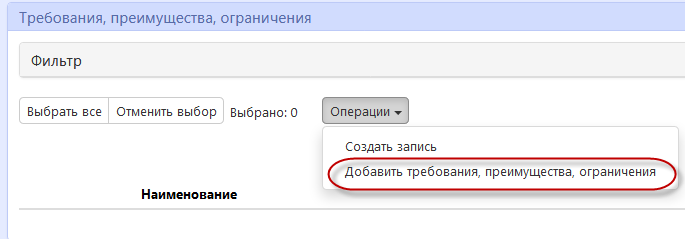 Требования, преимущества, ограничения
Фильтр
Выбрать все Отменить выбор Выбрано: 0 Операции
Создать запись
Добавить требования, преимущества, ограничения
Наименование